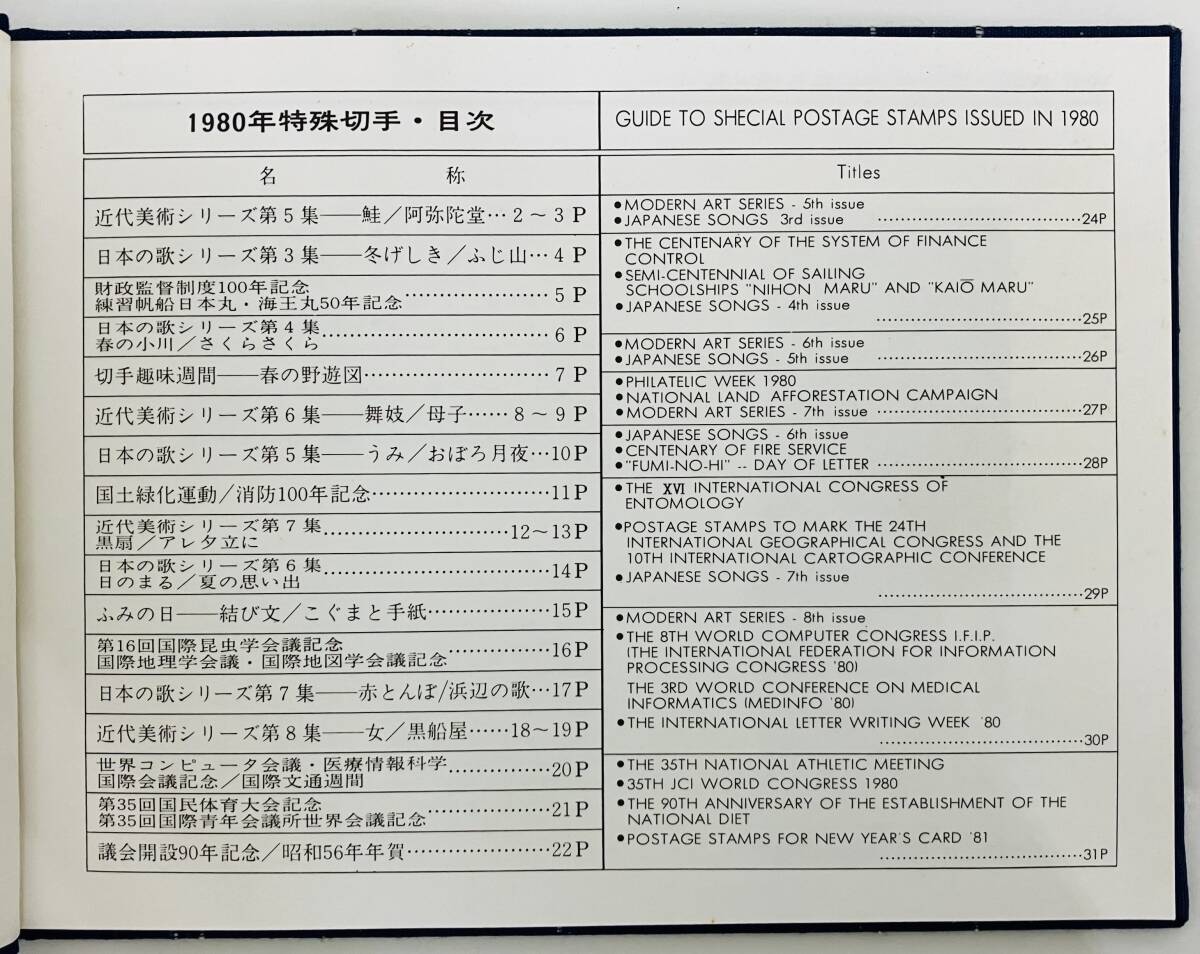 1980年特殊切手・目次
名 称
近代美術シリーズ第5集――鮭／阿弥陀堂…2～3P
日本の歌シリーズ第3集――冬げしき／ふじ山…4P
財政監督制度100年記念
練習帆船日本丸・海王丸50年記念…………………5P
日本の歌シリーズ第4集
春の小川／さくらさくら……………………………6P
切手趣味週間――春の野遊図………………………7P
近代美術シリーズ第6集――舞妓／母子……8～9P
日本の歌シリーズ第5集――うみ／おぼろ月夜…10P
国土緑化運動／消防100年記念………………………11P
近代美術シリーズ第7集
黒扇／アレ夕立に…………………………12～13P
日本の歌シリーズ第6集
日のまる／夏の思い出………………………………14P
ふみの日――結び文／こぐまと手紙………………15P
第16回国際昆虫学会議記念
国際地理学会議・国際地図学会議記念……………16P
日本の歌シリーズ第7集――赤とんぼ/浜辺の歌…17P
近代美術シリーズ第8集――女／黒船屋……18～19P
世界コンピュータ会議・医療情報科学
国際会議記念／国際文通週間……………20P
第35回国民体育大会記念
第35回国際青年会議所世界会議記念………………21P
議会開設90年記念／昭和56年年賀…………………22P
GUIDE TO SHECIAL POSTAGE STAMPS ISSUED IN 1980
Titles
●MODERN ART SERIES - 5th issue
●JAPANESE SONGS 3rd issue ……………………………24P
●THE CENTENARY OF THE SYSTEM OF FINANCE
CONTROL
●SEMI-CENTENNIAL OF SAILING
SCHOOLSHIPS "NIHON MARU" AND "KAIŌ MARU"
●JAPANESE SONGS - 4th issue
……………………………25P
●MODERN ART SERIES - 6th issue
●JAPANESE SONGS - 5th issue ……………………………26P
●PHILATELIC WEEK 1980
●NATIONAL LAND AFFORESTATION CAMPAIGN
●MODERN ART SERIES - 7th issue ……………………………27P
●JAPANESE SONGS - 6th issue
●CENTENARY OF FIRE SERVICE
●"FUMI-NO-HI" -- DAY OF LETTER ……………………………28P
●THE XVI INTERNATIONAL CONGRESS OF
ENTOMOLOGY
●POSTAGE STAMPS TO MARK THE 24TH
INTERNATIONAL GEOGRAPHICAL CONGRESS AND THE
10TH INTERNATIONAL CARTOGRAPHIC CONFERENCE
●JAPANESE SONGS - 7th issue
……………………………29P
●MODERN ART SERIES - 8th issue
●THE 8TH WORLD COMPUTER CONGRESS I.F.I.P.
(THE INTERNATIONAL FEDERATION FOR INFORMATION
PROCESSING CONGRESS '80)
THE 3RD WORLD CONFERENCE ON MEDICAL
INFORMATICS (MEDINFO '80)
●THE INTERNATIONAL LETTER WRITING WEEK '80
……………………………30P
●THE 35TH NATIONAL ATHLETIC MEETING
●35TH JCI WORLD CONGRESS 1980
●THE 90TH ANNIVERSARY OF THE ESTABLISHMENT OF THE
NATIONAL DIET
●POSTAGE STAMPS FOR NEW YEAR'S CARD '81
……………………………31P